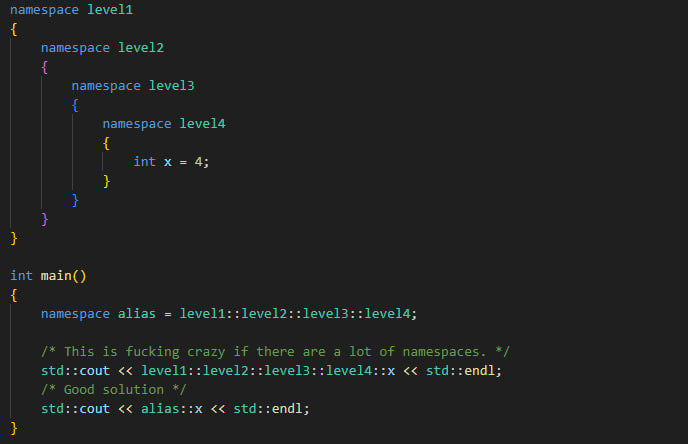 namespace level1
{
    namespace level2
    {
        namespace level3
        {
            namespace level4
            {
                int x = 4;
            }
        }
    }
}

int main()
{
    namespace alias = level1::level2::level3::level4;

    /* This is fucking crazy if there are a lot of namespaces. */
    std::cout << level1::level2::level3::level4::x << std::endl;
    /* Good solution */
    std::cout << alias::x << std::endl;
}